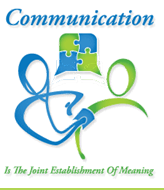 Communication
Is The Joint Establishment Of Meaning